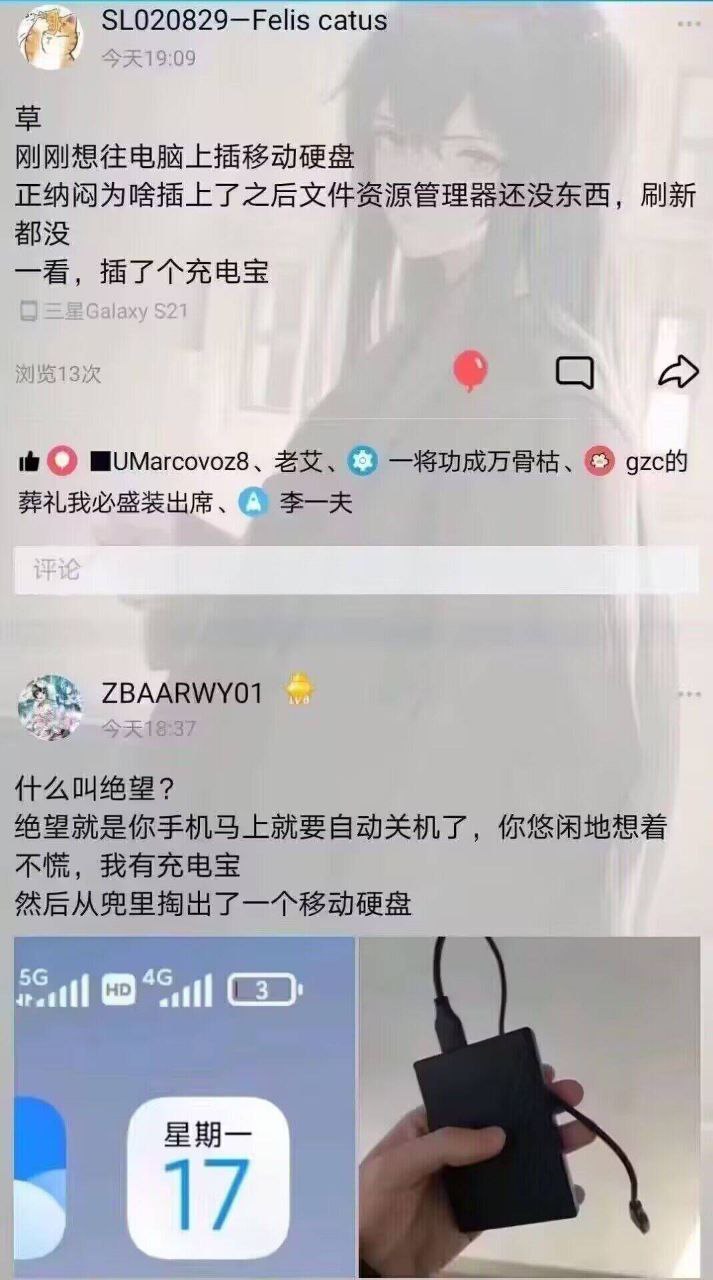 SL020829—Felis catus
今天19:09
草
刚刚想往电脑上插移动硬盘
正纳闷为啥插上了之后文件资源管理器还没东西，刷新
都没
一看，插了个充电宝
三星Galaxy S21
浏览13次
■UMarcovoz8、老艾、 一将功成万骨枯、 gzc的
葬礼我必盛装出席、 李一夫
评论
ZBAARWY01
今天18:37
什么叫绝望？
绝望就是你手机马上就要自动关机了，你悠闲地想着
不慌，我有充电宝
然后从兜里掏出了一个移动硬盘
5G HD 4G 3
星期一
17